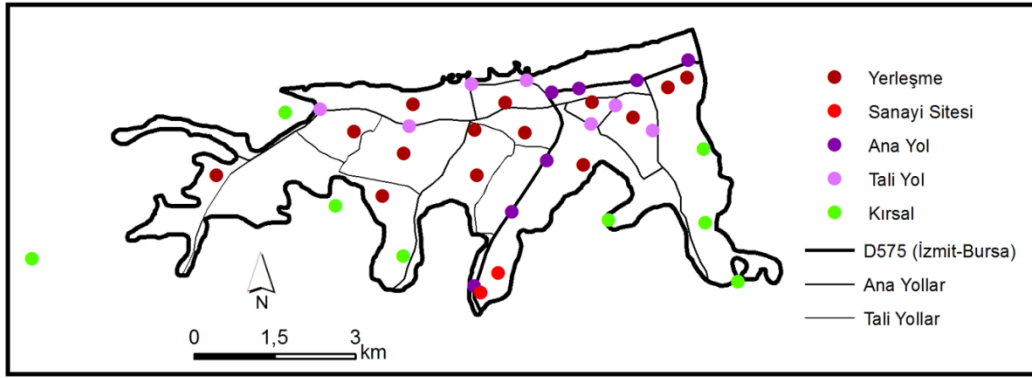 Yerleşme
Sanayi Sitesi
Ana Yol
Tali Yol
Kırsal
D575 (İzmit-Bursa)
Ana Yollar
Tali Yollar
N
0 1,5 3
km